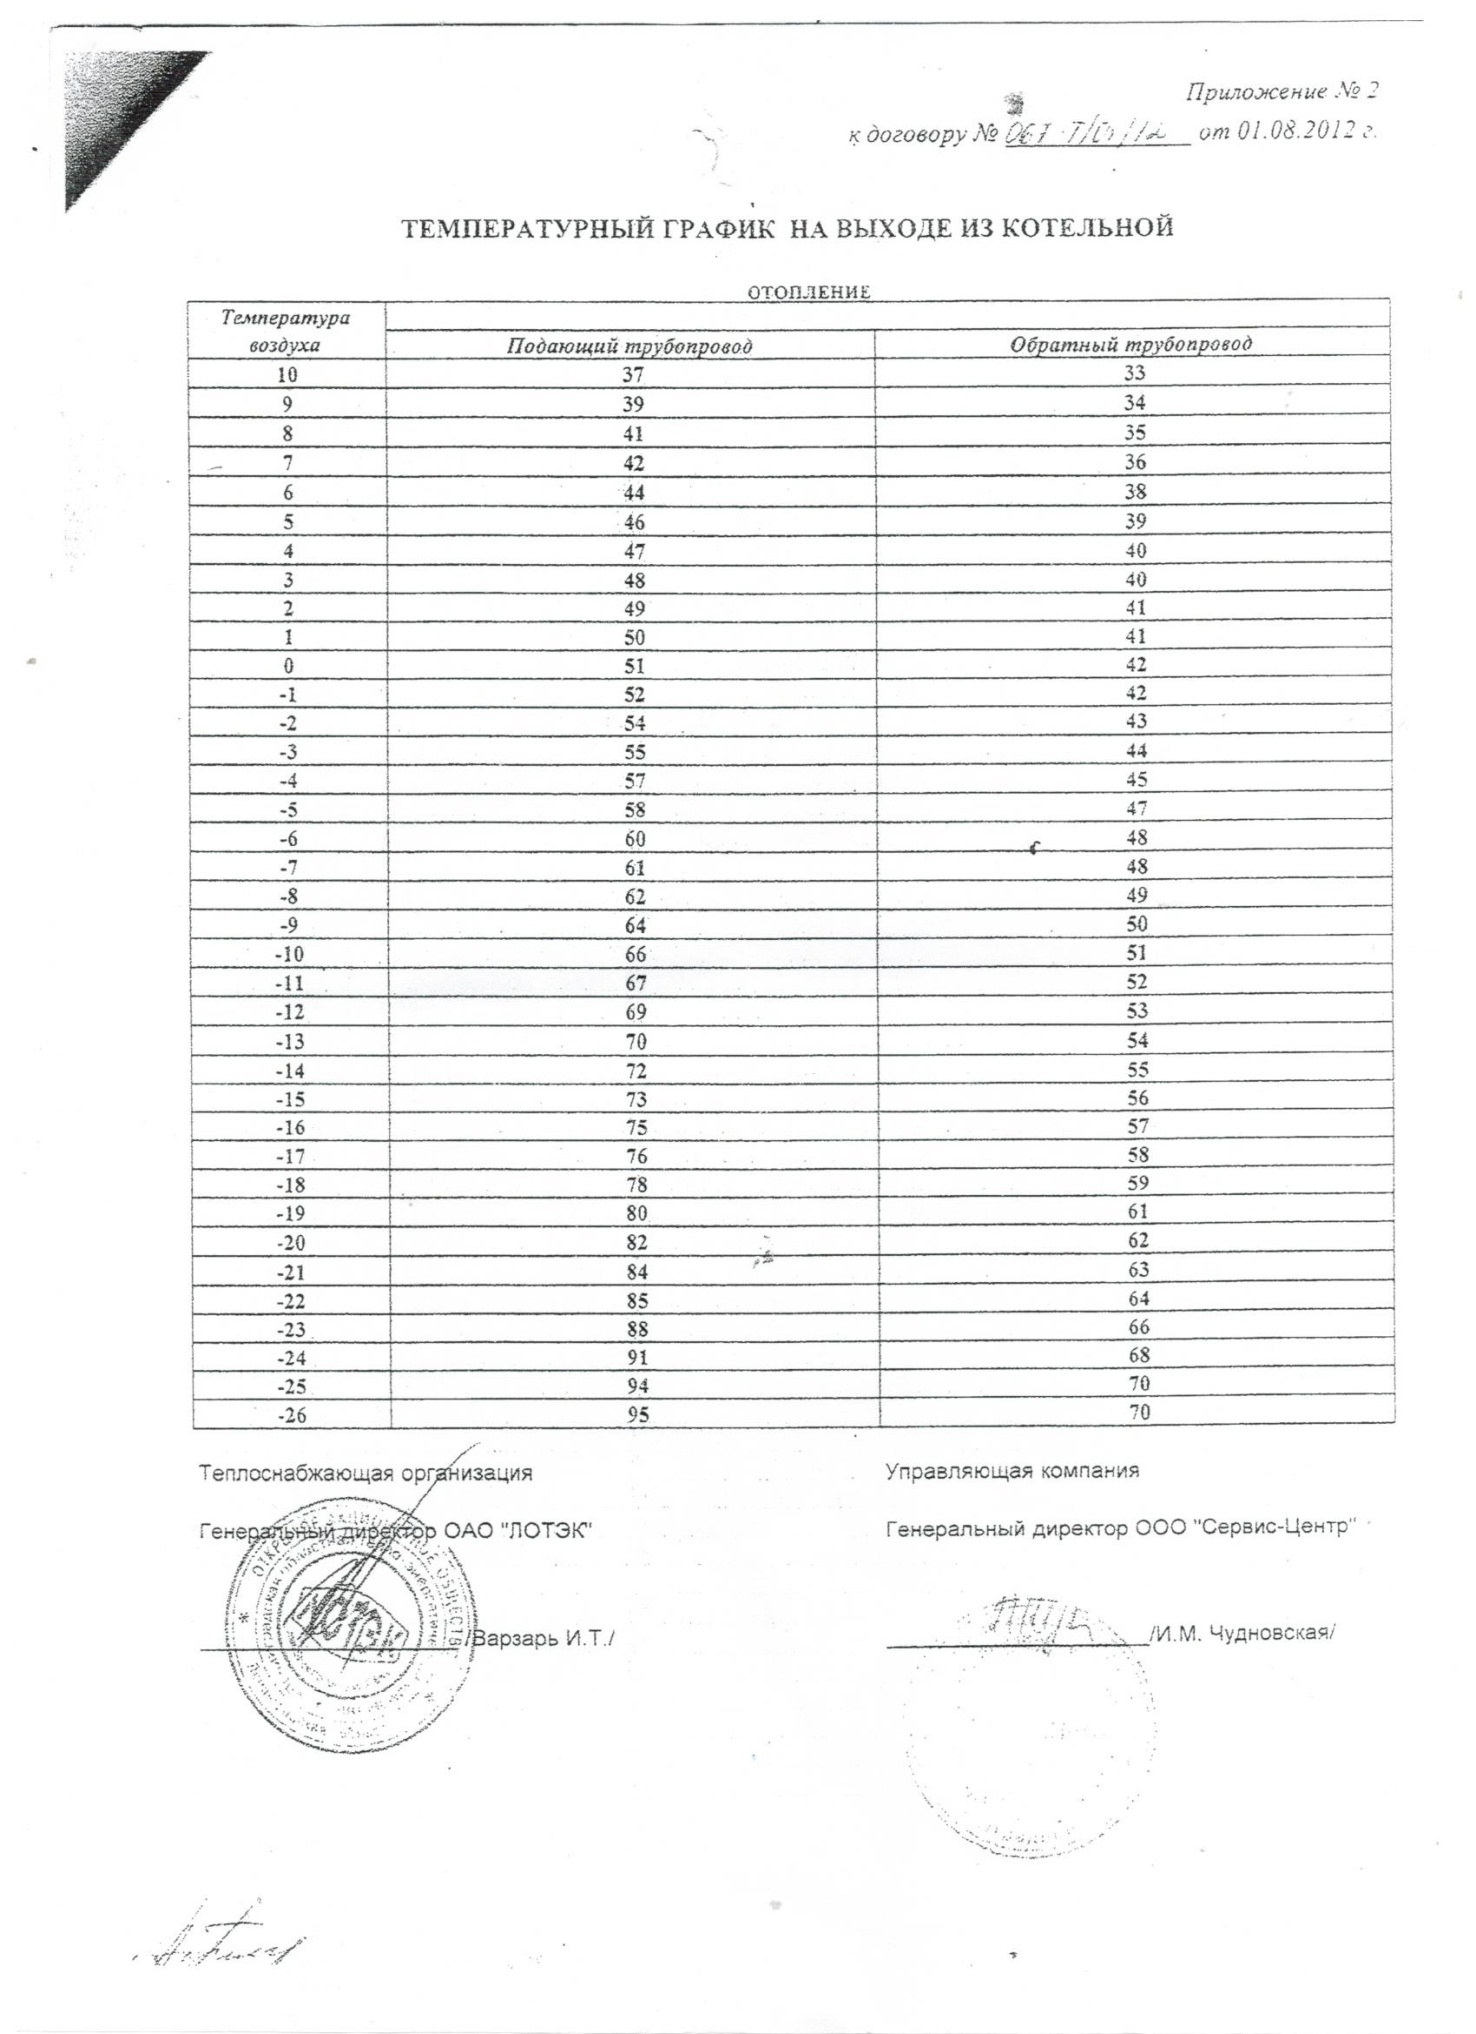 Приложение № 2
к договору № от 01.08.2012 г.
ТЕМПЕРАТУРНЫЙ ГРАФИК НА ВЫХОДЕ ИЗ КОТЕЛЬНОЙ
ОТОПЛЕНИЕ
Температура
воздуха Подающий трубопровод Обратный трубопровод
10 37 33
9 39 34
8 41 35
7 42 36
6 44 38
5 46 39
4 47 40
3 48 40
2 49 41
1 50 41
0 51 42
-1 52 42
-2 54 43
-3 55 44
-4 57 45
-5 58 47
-6 60 48
-7 61 48
-8 62 49
-9 64 50
-10 66 51
-11 67 52
-12 69 53
-13 70 54
-14 72 55
-15 73 56
-16 75 57
-17 76 58
-18 78 59
-19 80 61
-20 82 62
-21 84 63
-22 85 64
-23 88 66
-24 91 68
-25 94 70
-26 95 70
Теплоснабжающая организация Управляющая компания
Генеральный директор ОАО "ЛОТЭК" Генеральный директор ООО "Сервис-Центр"
/Варзарь И.Т./ /И.М. Чудновская/